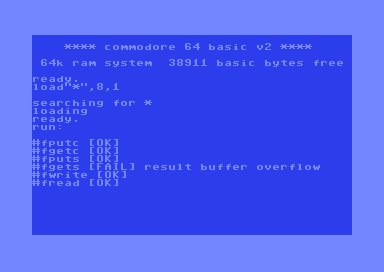 **** commodore 64 basic v2 ****
64k ram system  38911 basic bytes free
ready.
load"*",8,1
searching for *
loading
ready.
run:
#fputc [OK]
#fgetc [OK]
#fputs [OK]
#fgets [FAIL] result buffer overflow
#fwrite [OK]
#fread [OK]